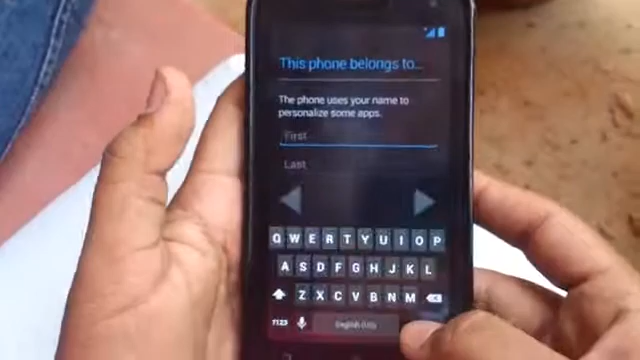 This phone belongs to...
The phone uses your name to
personalize some apps.
First
Last
Q W E R T Y U I O P
A S D F G H J K L
Z X C V B N M
?123
English (US)